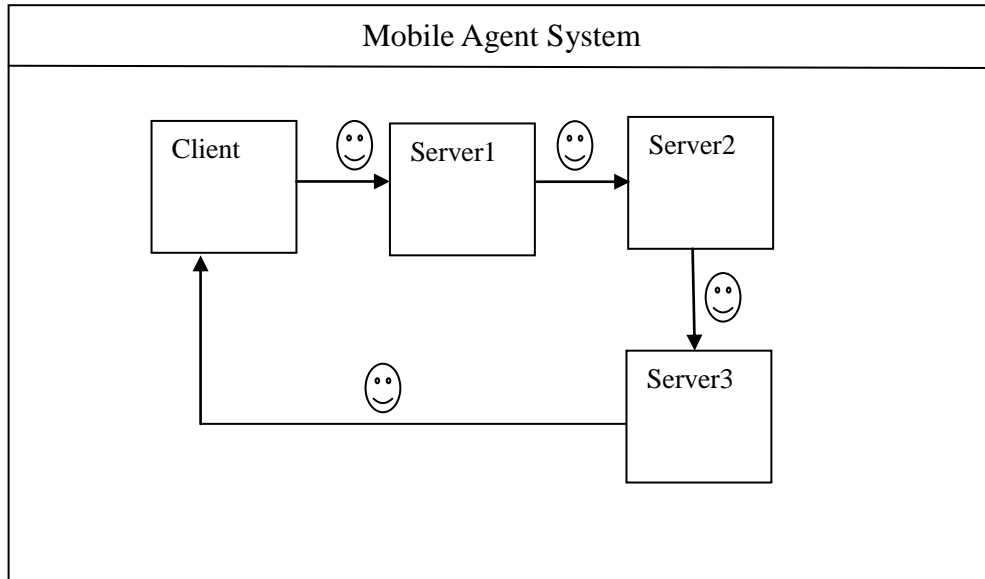 Mobile Agent System
Client
Server1
Server2
Server3